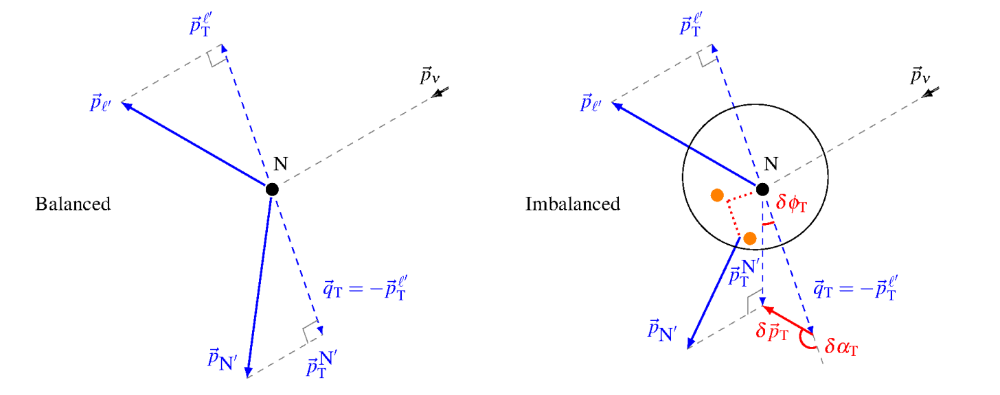 p⃗_T^ℓ′
p⃗_ν
p⃗_ℓ′
N
Balanced
q⃗_T = −p⃗_T^ℓ′
p⃗_N′
p⃗_T^N′
p⃗_T^ℓ′
p⃗_ν
p⃗_ℓ′
N
Imbalanced
δϕ_T
p⃗_T^N′
q⃗_T = −p⃗_T^ℓ′
p⃗_N′
δp⃗_T
δα_T